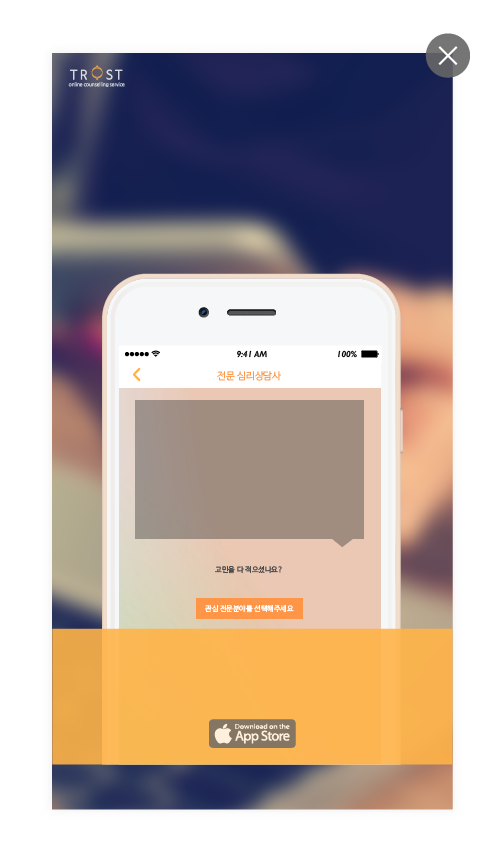 TROST
online counselling service
9:41 AM
100%
전문 심리상담사
고민을 다 적으셨나요?
관심 전문분야를 선택해주세요
Download on the
App Store